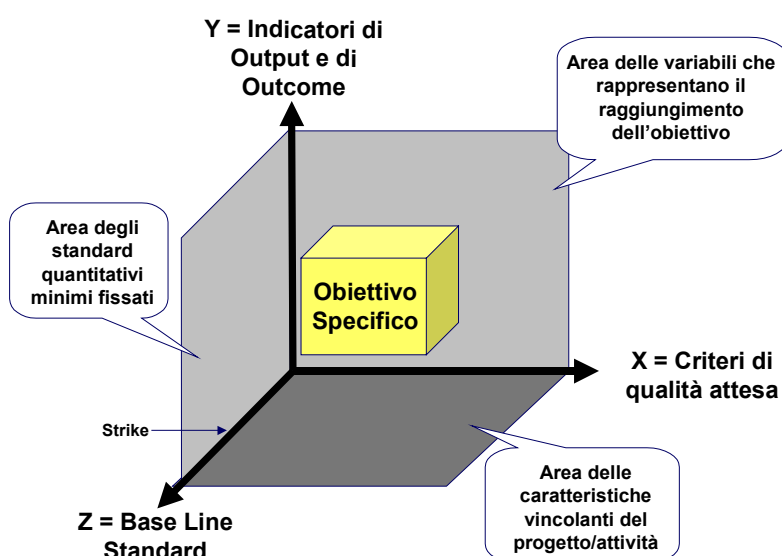 Y = Indicatori di
Output e di
Outcome
Area delle variabili che
rappresentano il
raggiungimento
dell'obiettivo
Area degli
standard
quantitativi
minimi fissati
Obiettivo
Specifico
X = Criteri di
qualità attesa
Strike
Area delle
caratteristiche
vincolanti del
progetto/attività
Z = Base Line
Standard